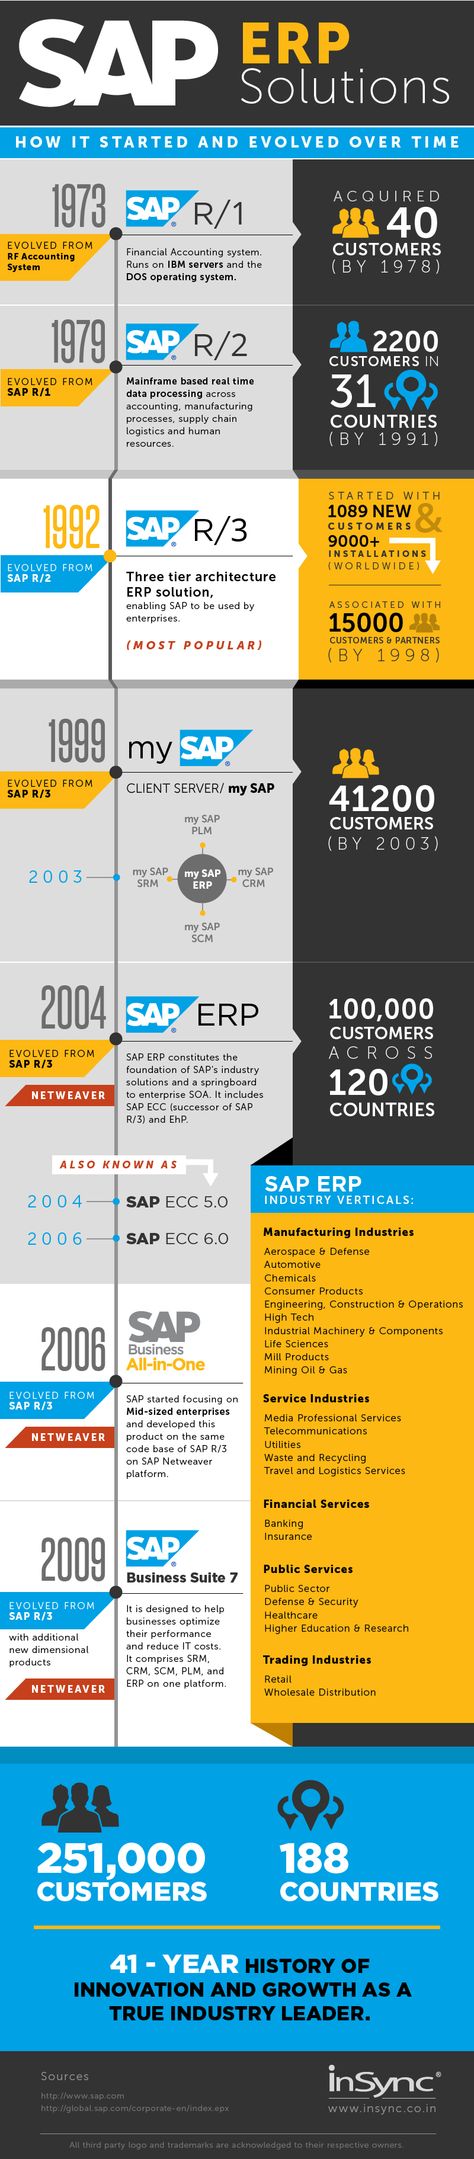 SAP ERP
Solutions
HOW IT STARTED AND EVOLVED OVER TIME
1973
EVOLVED FROM
RF Accounting
System
SAP R/1
Financial Accounting system.
Runs on IBM servers and the
DOS operating system.
ACQUIRED
40
CUSTOMERS
(BY 1978)
1979
EVOLVED FROM
SAP R/1
SAP R/2
Mainframe based real time
data processing across
accounting, manufacturing
processes, supply chain
logistics and human
resources.
2200
CUSTOMERS IN
31
COUNTRIES
(BY 1991)
1992
EVOLVED FROM
SAP R/2
SAP R/3
Three tier architecture
ERP solution,
enabling SAP to be used by
enterprises.
(MOST POPULAR)
STARTED WITH
1089 NEW
CUSTOMERS &
9000+
INSTALLATIONS
(WORLDWIDE)
ASSOCIATED WITH
15000
CUSTOMERS & PARTNERS
(BY 1998)
1999
EVOLVED FROM
SAP R/3
my SAP
CLIENT SERVER/ my SAP
2003
my SAP
PLM
my SAP
SRM
my SAP
ERP
my SAP
CRM
my SAP
SCM
41200
CUSTOMERS
(BY 2003)
2004
EVOLVED FROM
SAP R/3
NETWEAVER
SAP ERP
SAP ERP constitutes the
foundation of SAP's industry
solutions and a springboard
to enterprise SOA. It includes
SAP ECC (successor of SAP
R/3) and EhP.
100,000
CUSTOMERS
ACROSS
120
COUNTRIES
ALSO KNOWN AS
2004 SAP ECC 5.0
2006 SAP ECC 6.0
2006
EVOLVED FROM
SAP R/3
NETWEAVER
SAP
Business
All-in-One
SAP started focusing on
Mid-sized enterprises
and developed this
product on the same
code base of SAP R/3
on SAP Netweaver
platform.
2009
EVOLVED FROM
SAP R/3
with additional
new dimensional
products
NETWEAVER
SAP
Business Suite 7
It is designed to help
businesses optimize
their performance
and reduce IT costs.
It comprises SRM,
CRM, SCM, PLM, and
ERP on one platform.
SAP ERP
INDUSTRY VERTICALS:
Manufacturing Industries
Aerospace & Defense
Automotive
Chemicals
Consumer Products
Engineering, Construction & Operations
High Tech
Industrial Machinery & Components
Life Sciences
Mill Products
Mining Oil & Gas
Service Industries
Media Professional Services
Telecommunications
Utilities
Waste and Recycling
Travel and Logistics Services
Financial Services
Banking
Insurance
Public Services
Public Sector
Defense & Security
Healthcare
Higher Education & Research
Trading Industries
Retail
Wholesale Distribution
251,000
CUSTOMERS
188
COUNTRIES
41 - YEAR HISTORY OF
INNOVATION AND GROWTH AS A
TRUE INDUSTRY LEADER.
Sources
http://www.sap.com
http://global.sap.com/corporate-en/index.epx
inSync®
www.insync.co.in
All third party logo and trademarks are acknowledged to their respective owners.